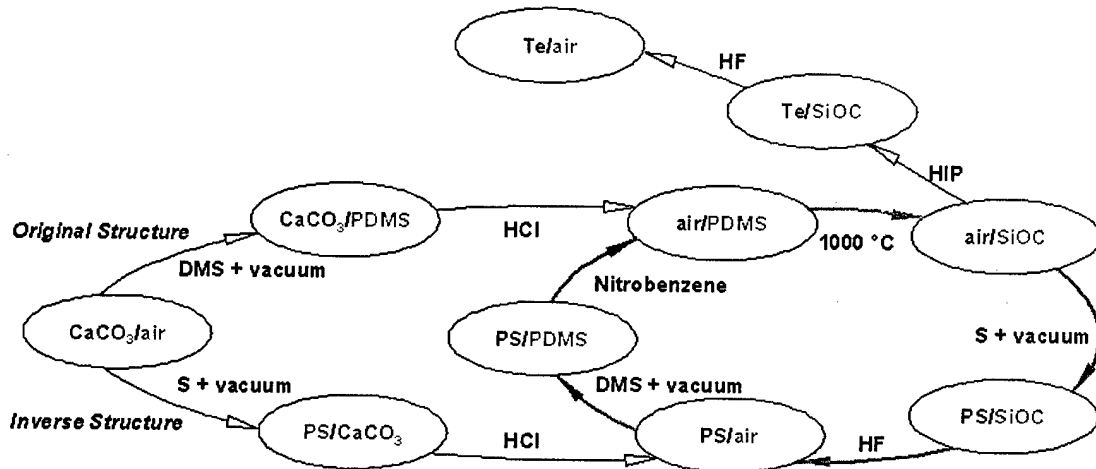 Te/air
HF
Te/SiOC
HIP
CaCO₃/PDMS
HCl
air/PDMS
1000 °C
air/SiOC
Original Structure
DMS + vacuum
Nitrobenzene
CaCO₃/air
PS/PDMS
S + vacuum
S + vacuum
DMS + vacuum
Inverse Structure
PS/CaCO₃
HCl
PS/air
HF
PS/SiOC